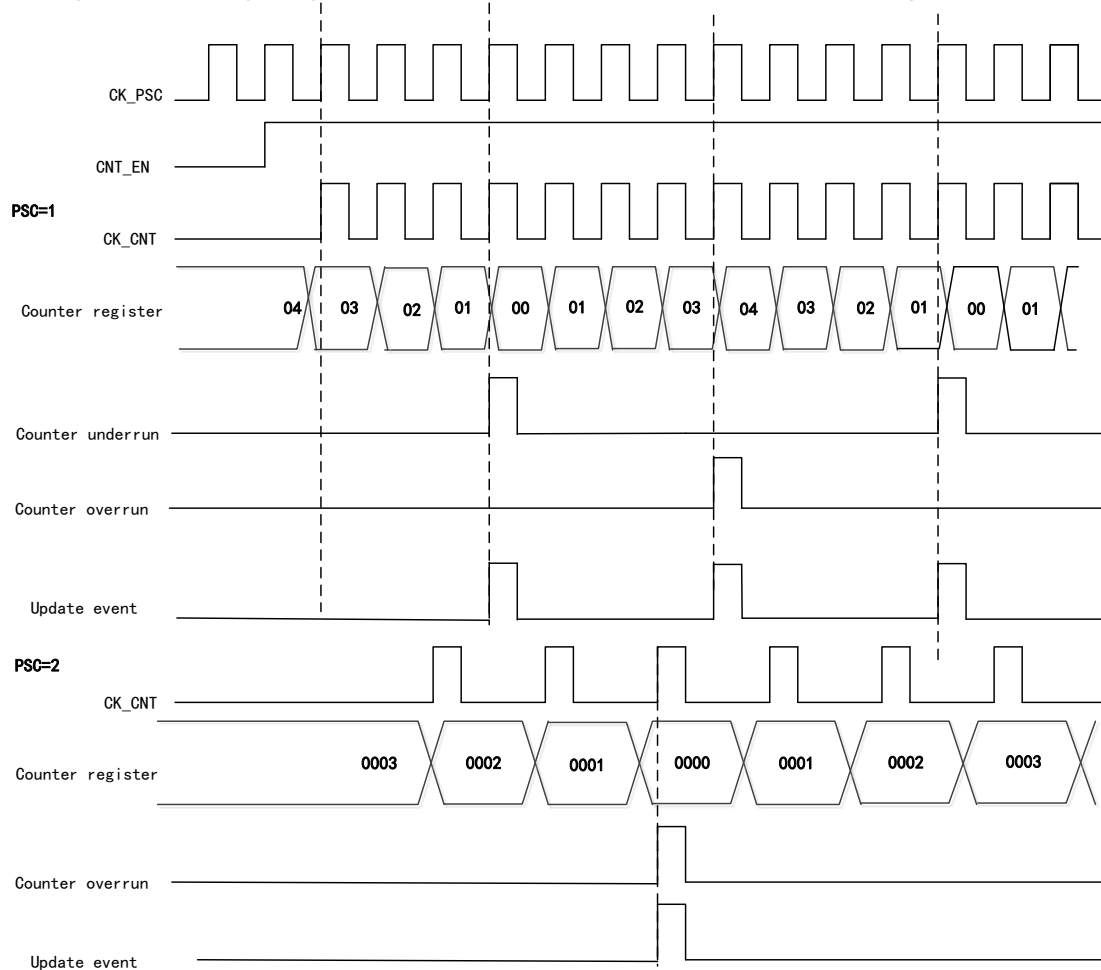 CK_PSC
CNT_EN
PSC=1
CK_CNT
Counter register 04 03 02 01 00 01 02 03 04 03 02 01 00 01
Counter underrun
Counter overrun
Update event
PSC=2
CK_CNT
Counter register 0003 0002 0001 0000 0001 0002 0003
Counter overrun
Update event